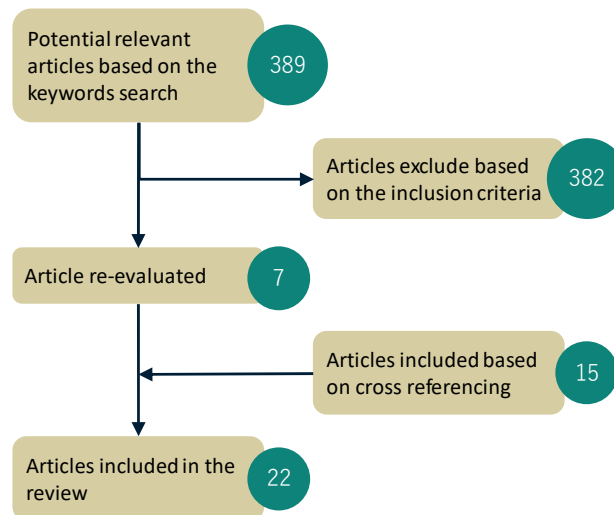 Potential relevant
articles based on the
keywords search
389
Articles exclude based
on the inclusion criteria
382
Article re-evaluated
7
Articles included based
on cross referencing
15
Articles included in the
review
22